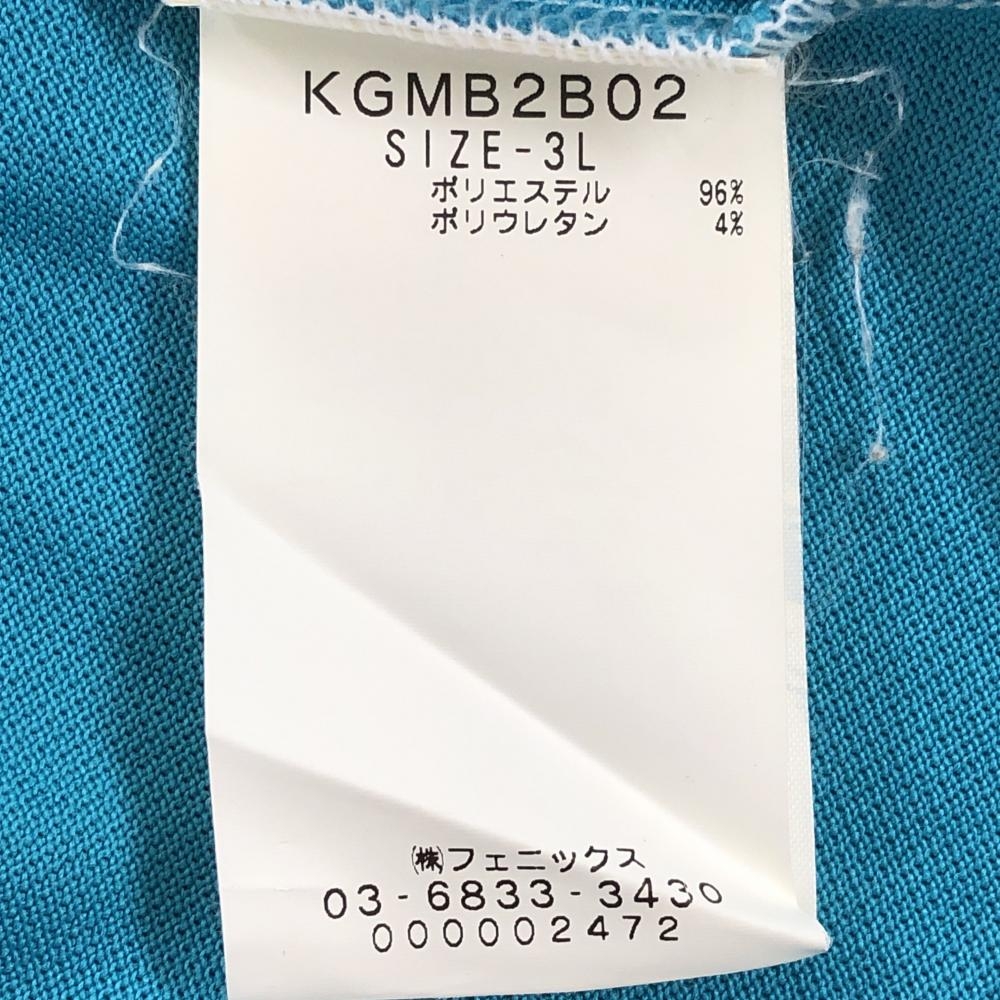 KGMB2B02
SIZE-3L
ポリエステル 96%
ポリウレタン 4%
㈱フェニックス
03-6833-3430
000002472